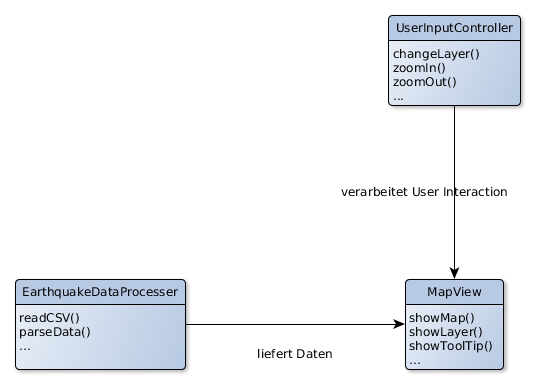 UserInputController
changeLayer()
zoomIn()
zoomOut()
...
verarbeitet User Interaction
EarthquakeDataProcesser
readCSV()
parseData()
...
liefert Daten
MapView
showMap()
showLayer()
showToolTip()
...